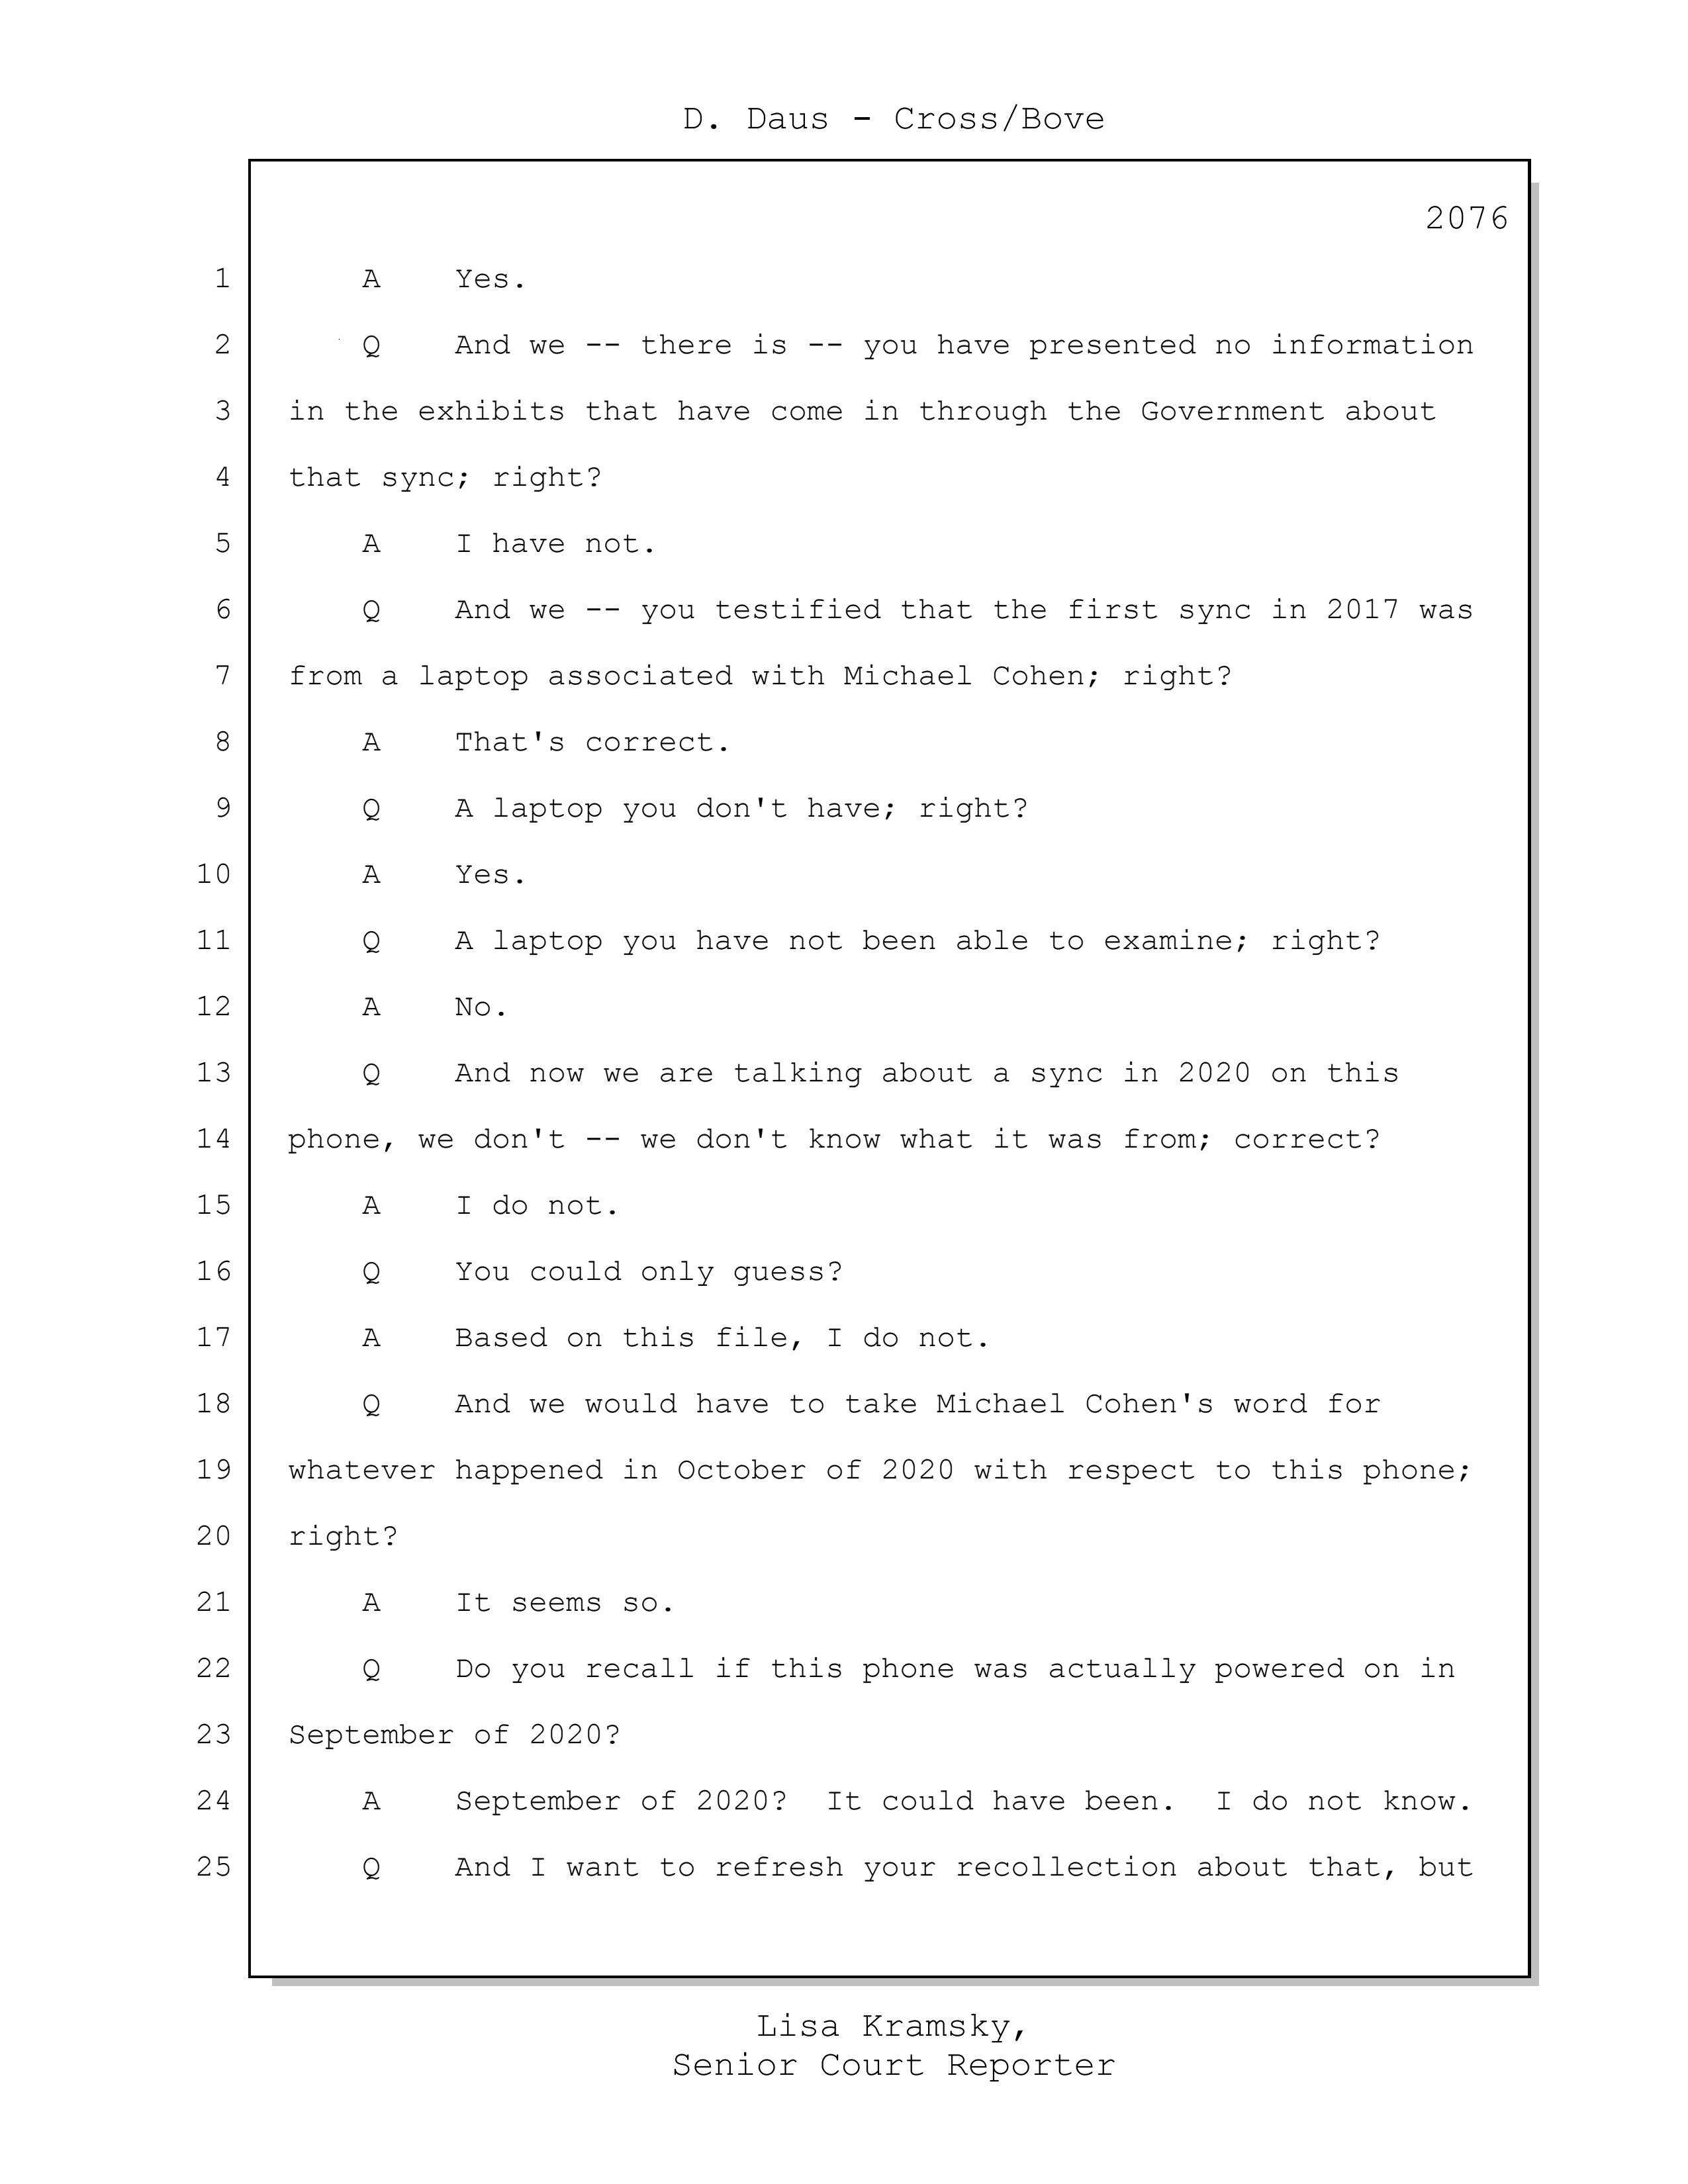 D. Daus - Cross/Bove
2076
1 A Yes.
2 Q And we -- there is -- you have presented no information
3 in the exhibits that have come in through the Government about
4 that sync; right?
5 A I have not.
6 Q And we -- you testified that the first sync in 2017 was
7 from a laptop associated with Michael Cohen; right?
8 A That's correct.
9 Q A laptop you don't have; right?
10 A Yes.
11 Q A laptop you have not been able to examine; right?
12 A No.
13 Q And now we are talking about a sync in 2020 on this
14 phone, we don't -- we don't know what it was from; correct?
15 A I do not.
16 Q You could only guess?
17 A Based on this file, I do not.
18 Q And we would have to take Michael Cohen's word for
19 whatever happened in October of 2020 with respect to this phone;
20 right?
21 A It seems so.
22 Q Do you recall if this phone was actually powered on in
23 September of 2020?
24 A September of 2020? It could have been. I do not know.
25 Q And I want to refresh your recollection about that, but
Lisa Kramsky,
Senior Court Reporter